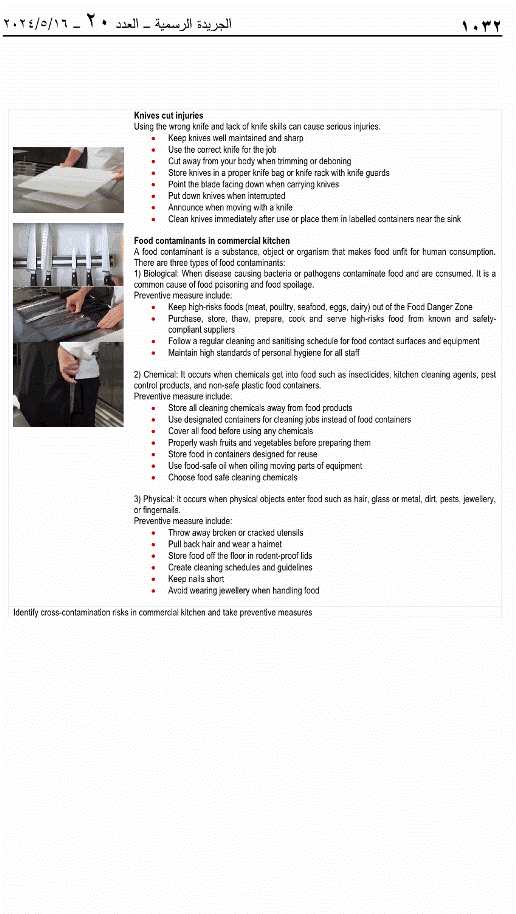 ١٠٣٢
الجريدة الرسمية – العدد ٢٠ – ٢٠٢٤/٥/١٦
Knives cut injuries
Using the wrong knife and lack of knife skills can cause serious injuries.
• Keep knives well maintained and sharp
• Use the correct knife for the job
• Cut away from your body when trimming or deboning
• Store knives in a proper knife bag or knife rack with knife guards
• Point the blade facing down when carrying knives
• Put down knives when interrupted
• Announce when moving with a knife
• Clean knives immediately after use or place them in labelled containers near the sink
Food contaminants in commercial kitchen
A food contaminant is a substance, object or organism that makes food unfit for human consumption.
There are three types of food contaminants:
1) Biological: When disease causing bacteria or pathogens contaminate food and are consumed. It is a
common cause of food poisoning and food spoilage.
Preventive measure include:
• Keep high-risks foods (meat, poultry, seafood, eggs, dairy) out of the Food Danger Zone
• Purchase, store, thaw, prepare, cook and serve high-risks food from known and safety-
compliant suppliers
• Follow a regular cleaning and sanitising schedule for food contact surfaces and equipment
• Maintain high standards of personal hygiene for all staff
2) Chemical: It occurs when chemicals get into food such as insecticides, kitchen cleaning agents, pest
control products, and non-safe plastic food containers.
Preventive measure include:
• Store all cleaning chemicals away from food products
• Use designated containers for cleaning jobs instead of food containers
• Cover all food before using any chemicals
• Properly wash fruits and vegetables before preparing them
• Store food in containers designed for reuse
• Use food-safe oil when oiling moving parts of equipment
• Choose food safe cleaning chemicals
3) Physical: It occurs when physical objects enter food such as hair, glass or metal, dirt, pests, jewellery,
or fingernails.
Preventive measure include:
• Throw away broken or cracked utensils
• Pull back hair and wear a hairnet
• Store food off the floor in rodent-proof lids
• Create cleaning schedules and guidelines
• Keep nails short
• Avoid wearing jewellery when handling food
Identify cross-contamination risks in commercial kitchen and take preventive measures